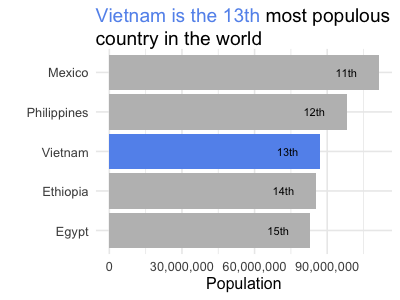 Vietnam is the 13th most populous
country in the world
Mexico
11th
Philippines
12th
Vietnam
13th
Ethiopia
14th
Egypt
15th
0 30,000,000 60,000,000 90,000,000
Population